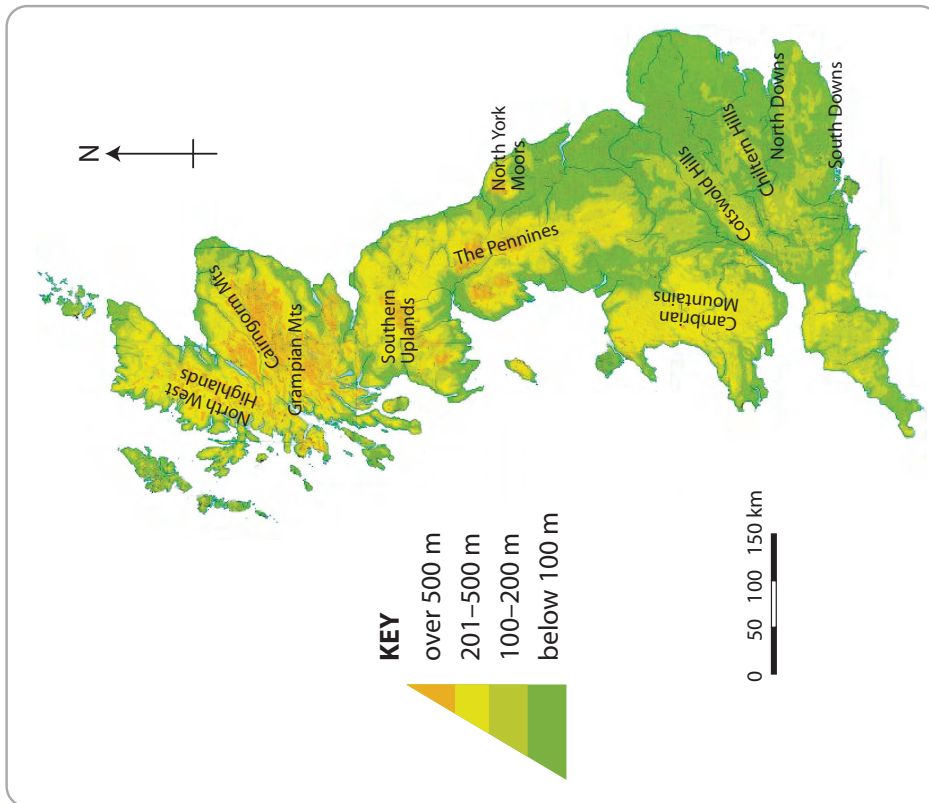 N
North West
Highlands
Cairngorm Mts
Grampian Mts
Southern
Uplands
North York
Moors
The Pennines
Cambrian
Mountains
Cotswold Hills
Chiltern Hills
North Downs
South Downs
KEY
over 500 m
201–500 m
100–200 m
below 100 m
0 50 100 150 km